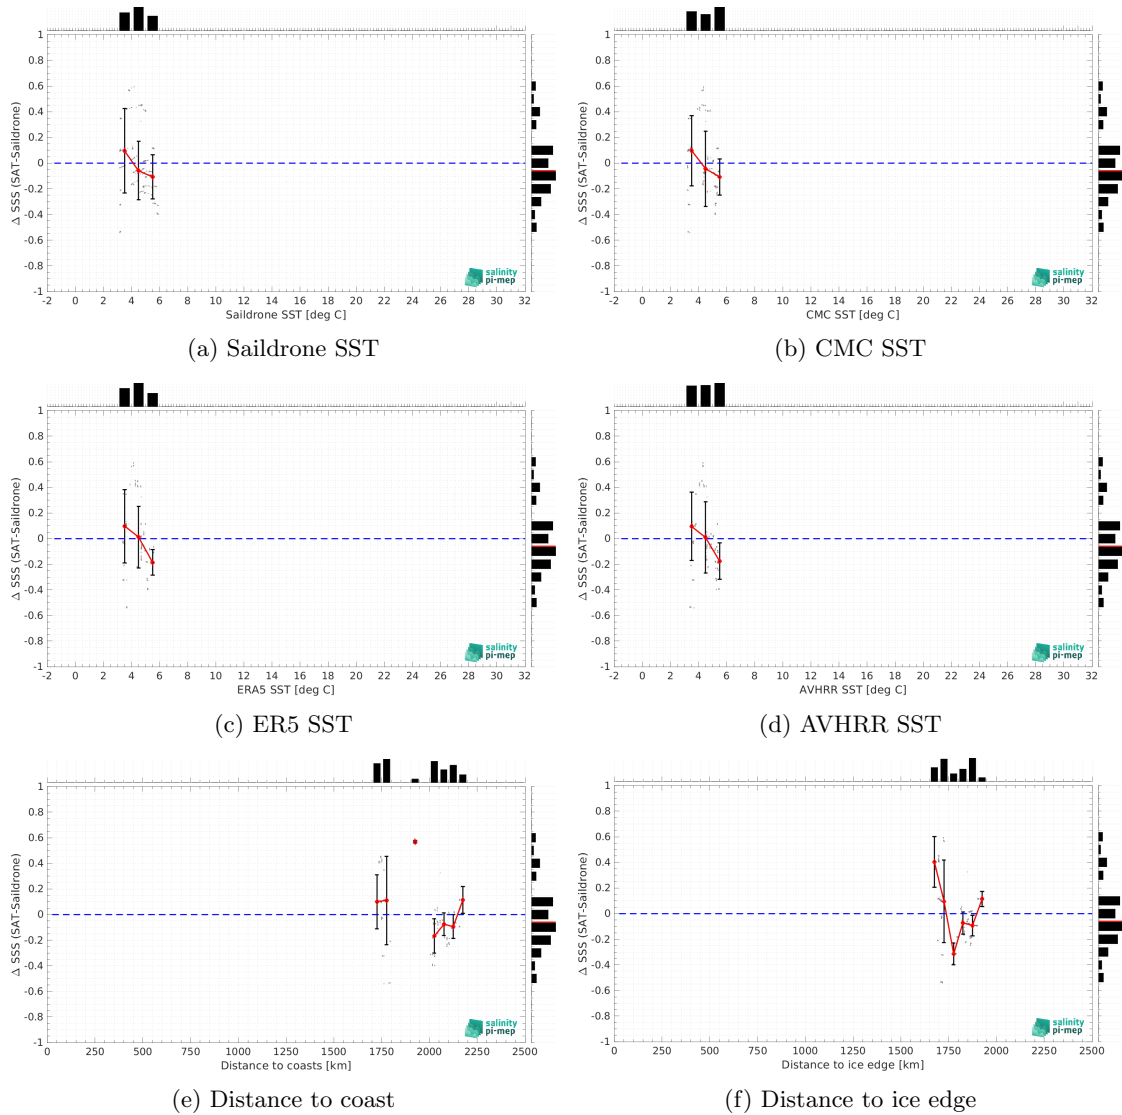 1
0.8
0.6
0.4
0.2
0
-0.2
-0.4
-0.6
-0.8
-1
Δ SSS (SAT-Saildrone)
-2 0 2 4 6 8 10 12 14 16 18 20 22 24 26 28 30 32
Saildrone SST [deg C]
salinity
pi-mep
(a) Saildrone SST
1
0.8
0.6
0.4
0.2
0
-0.2
-0.4
-0.6
-0.8
-1
Δ SSS (SAT-Saildrone)
-2 0 2 4 6 8 10 12 14 16 18 20 22 24 26 28 30 32
CMC SST [deg C]
salinity
pi-mep
(b) CMC SST
1
0.8
0.6
0.4
0.2
0
-0.2
-0.4
-0.6
-0.8
-1
Δ SSS (SAT-Saildrone)
-2 0 2 4 6 8 10 12 14 16 18 20 22 24 26 28 30 32
ERA5 SST [deg C]
salinity
pi-mep
(c) ER5 SST
1
0.8
0.6
0.4
0.2
0
-0.2
-0.4
-0.6
-0.8
-1
Δ SSS (SAT-Saildrone)
-2 0 2 4 6 8 10 12 14 16 18 20 22 24 26 28 30 32
AVHRR SST [deg C]
salinity
pi-mep
(d) AVHRR SST
1
0.8
0.6
0.4
0.2
0
-0.2
-0.4
-0.6
-0.8
-1
Δ SSS (SAT-Saildrone)
0 250 500 750 1000 1250 1500 1750 2000 2250 2500
Distance to coasts [km]
salinity
pi-mep
(e) Distance to coast
1
0.8
0.6
0.4
0.2
0
-0.2
-0.4
-0.6
-0.8
-1
Δ SSS (SAT-Saildrone)
0 250 500 750 1000 1250 1500 1750 2000 2250 2500
Distance to ice edge [km]
salinity
pi-mep
(f) Distance to ice edge